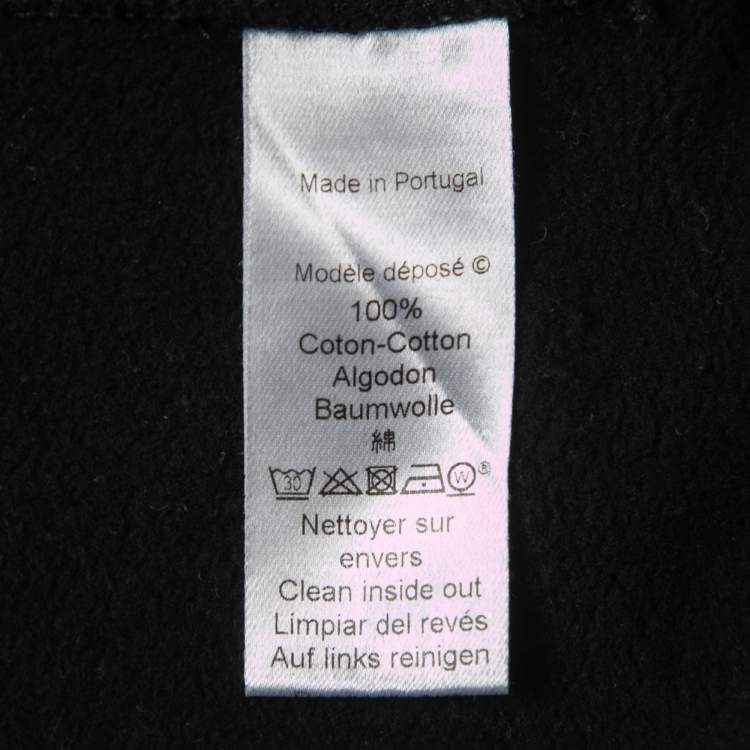 Made in Portugal
Modèle déposé ©
100%
Coton-Cotton
Algodon
Baumwolle
綿
30 W ®
Nettoyer sur
envers
Clean inside out
Limpiar del revés
Auf links reinigen